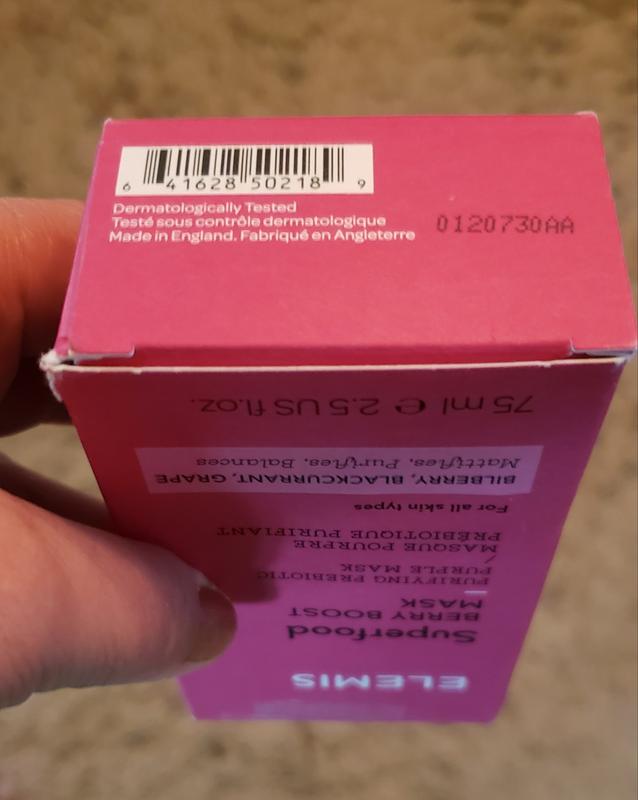 6 41628 50218 9
Dermatologically Tested
Testé sous contrôle dermatologique
Made in England. Fabriqué en Angleterre
0120730AA
ELEMIS
Superfood
BERRY BOOST
MASK
PURIFYING PREBIOTIC
PURPLE MASK
/
MASQUE POURPRE
PRÉBIOTIQUE PURIFIANT
For all skin types
BILBERRY, BLACKCURRANT, GRAPE
Mattifies, Purifies, Balances
75 ml e 2.5 US fl.oz.